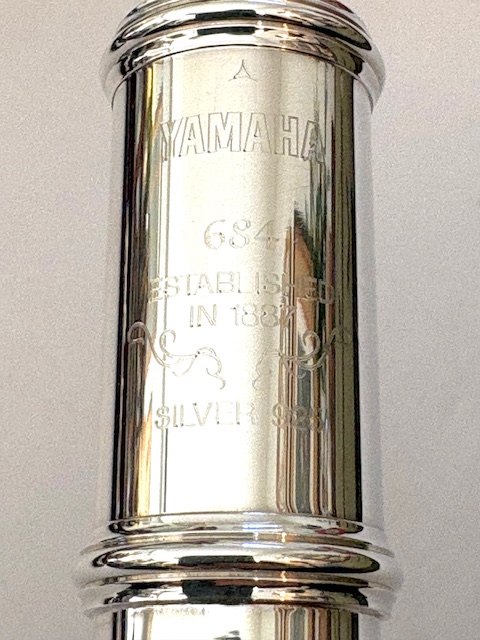 YAMAHA
684
ESTABLISHED
IN 1887
SILVER 925